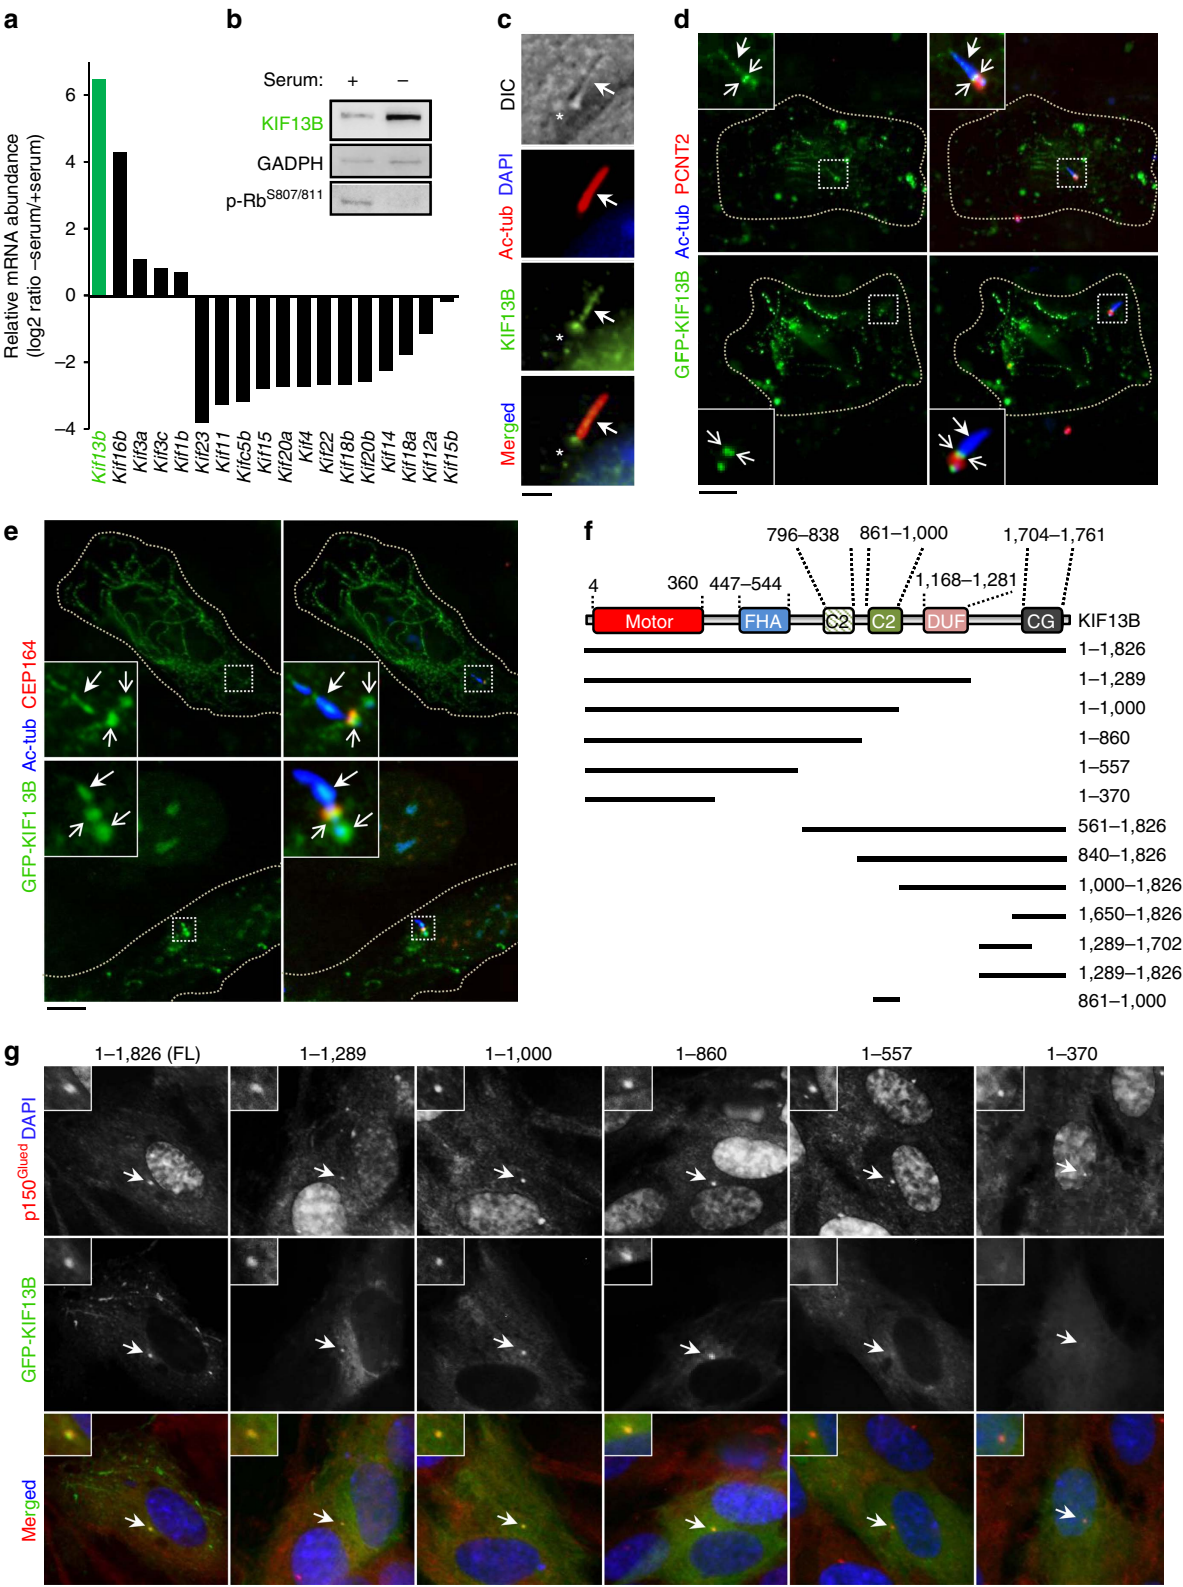 a
Relative mRNA abundance
(log2 ratio –serum/+serum)
6
4
2
0
–2
–4
Kif13b
Kif16b
Kif3a
Kif3c
Kif1b
Kif23
Kif11
Kifc5b
Kif15
Kif20a
Kif4
Kif22
Kif18b
Kif20b
Kif14
Kif18a
Kif12a
Kif15b
b
Serum: + –
KIF13B
GADPH
p-Rb^S807/811
c
DIC
*
Ac-tub DAPI
KIF13B
*
Merged
*
d
GFP-KIF13B Ac-tub PCNT2
e
GFP-KIF1 3B Ac-tub CEP164
f
796–838 861–1,000 1,704–1,761
4 360 447–544 1,168–1,281
Motor FHA C2 C2 DUF CG KIF13B
1–1,826
1–1,289
1–1,000
1–860
1–557
1–370
561–1,826
840–1,826
1,000–1,826
1,650–1,826
1,289–1,702
1,289–1,826
861–1,000
g
1–1,826 (FL) 1–1,289 1–1,000 1–860 1–557 1–370
p150^Glued DAPI
GFP-KIF13B
Merged